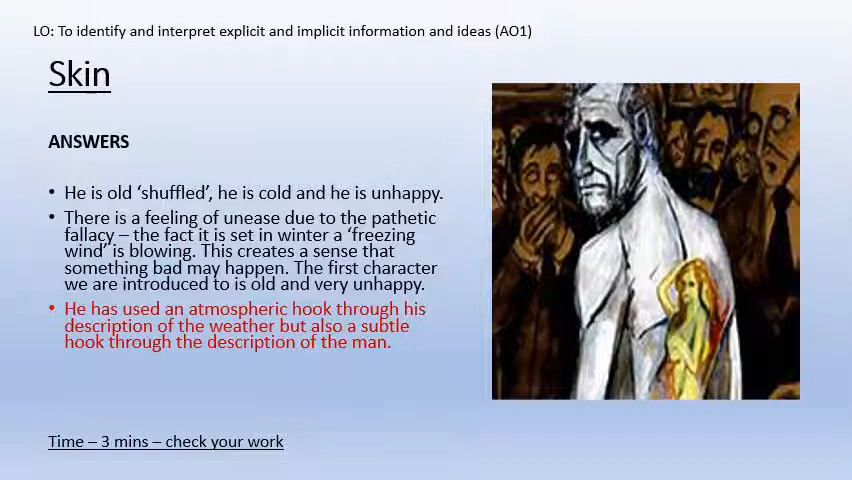 LO: To identify and interpret explicit and implicit information and ideas (AO1)
Skin
ANSWERS
• He is old ‘shuffled’, he is cold and he is unhappy.
• There is a feeling of unease due to the pathetic
fallacy – the fact it is set in winter a ‘freezing
wind’ is blowing. This creates a sense that
something bad may happen. The first character
we are introduced to is old and very unhappy.
• He has used an atmospheric hook through his
description of the weather but also a subtle
hook through the description of the man.
Time – 3 mins – check your work